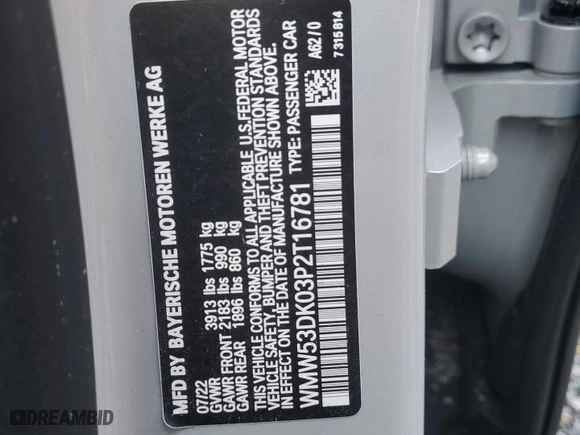 MFD BY BAYERISCHE MOTOREN WERKE AG
07/22
GVWR 3913 lbs 1775 kg
GAWR FRONT 2183 lbs 990 kg
GAWR REAR 1896 lbs 860 kg
THIS VEHICLE CONFORMS TO ALL APPLICABLE U.S. FEDERAL MOTOR
VEHICLE SAFETY, BUMPER AND THEFT PREVENTION STANDARDS
IN EFFECT ON THE DATE OF MANUFACTURE SHOWN ABOVE.
WMW53DK03P2T16781 TYPE: PASSENGER CAR
A62/0
7 315 814
DREAMBID